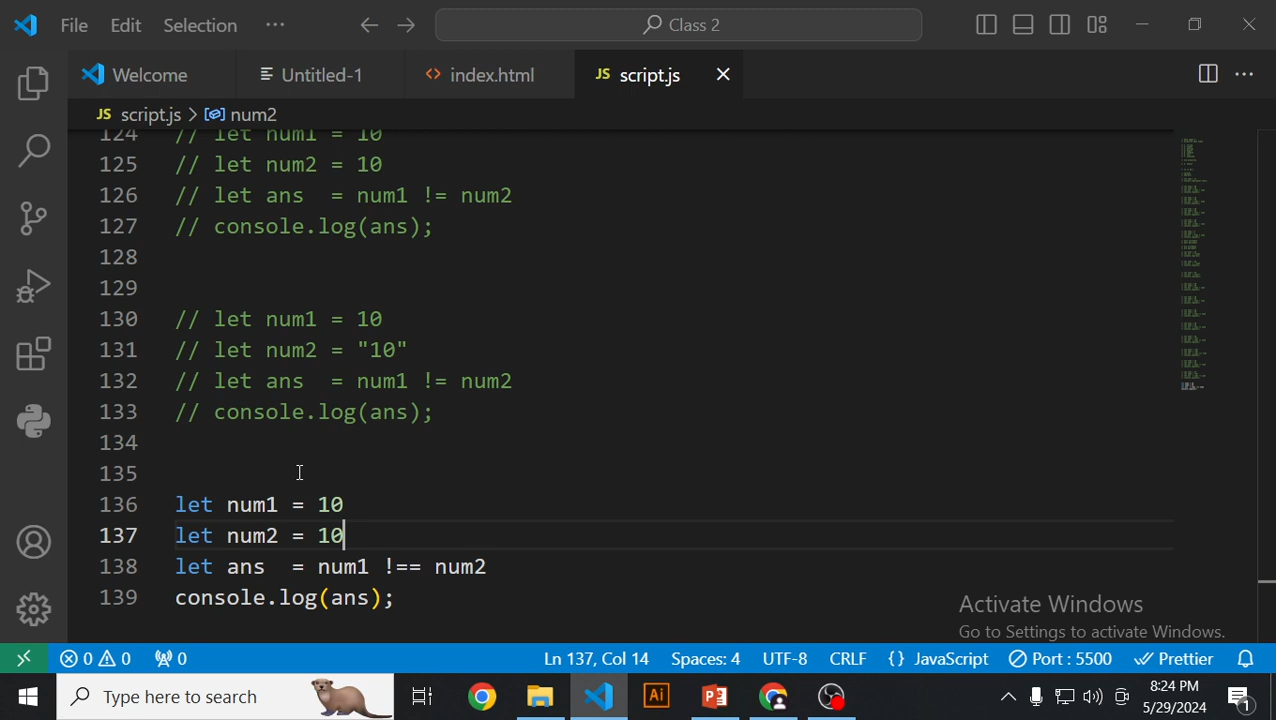 File Edit Selection ··· Class 2
Welcome Untitled-1 index.html JS script.js
JS script.js num2
124 // let num1 = 10
125 // let num2 = 10
126 // let ans  = num1 != num2
127 // console.log(ans);
128
129
130 // let num1 = 10
131 // let num2 = "10"
132 // let ans  = num1 != num2
133 // console.log(ans);
134
135
136 let num1 = 10
137 let num2 = 10
138 let ans  = num1 !== num2
139 console.log(ans);
Activate Windows
Go to Settings to activate Windows.
0 0 0 Ln 137, Col 14 Spaces: 4 UTF-8 CRLF {} JavaScript Port : 5500 Prettier
Type here to search Ai P 8:24 PM
5/29/2024 1